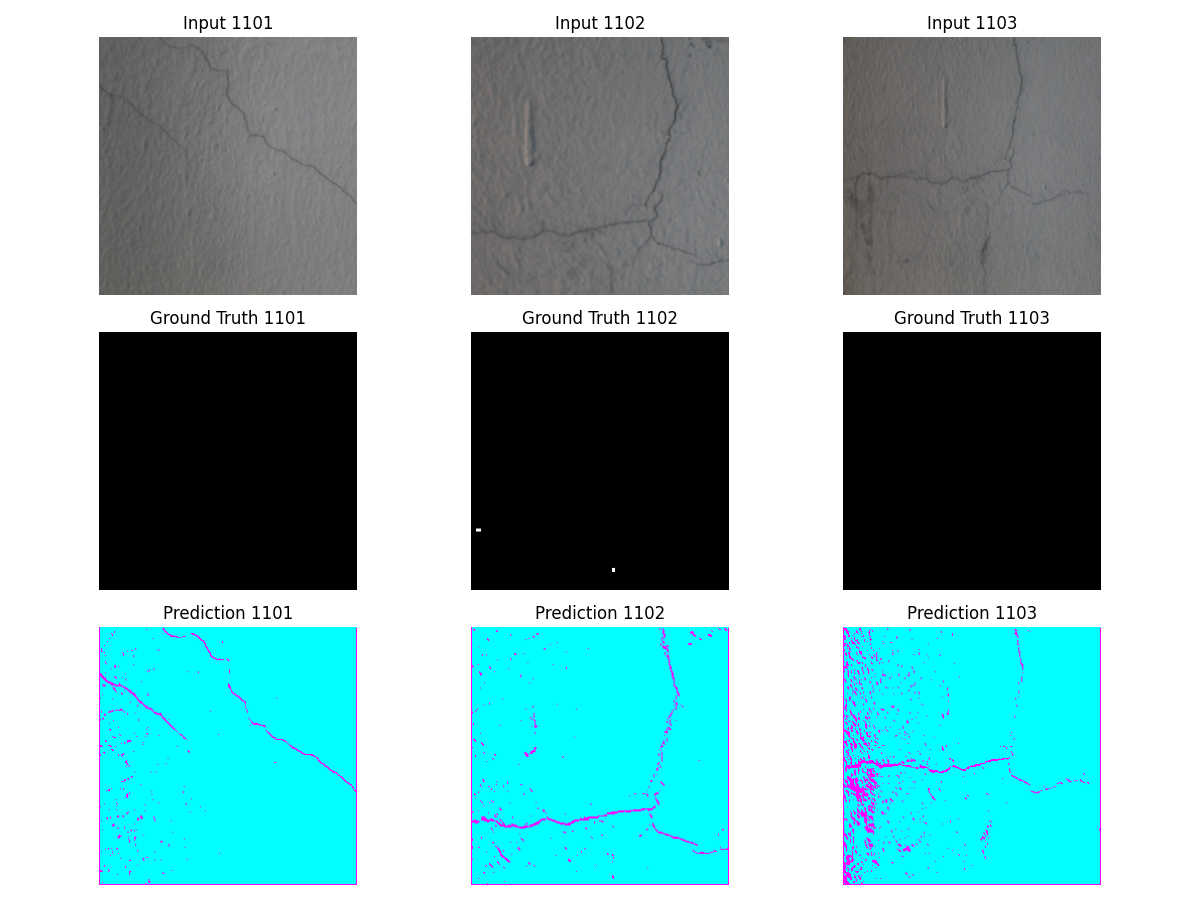 Input 1101
Input 1102
Input 1103
Ground Truth 1101
Ground Truth 1102
Ground Truth 1103
Prediction 1101
Prediction 1102
Prediction 1103